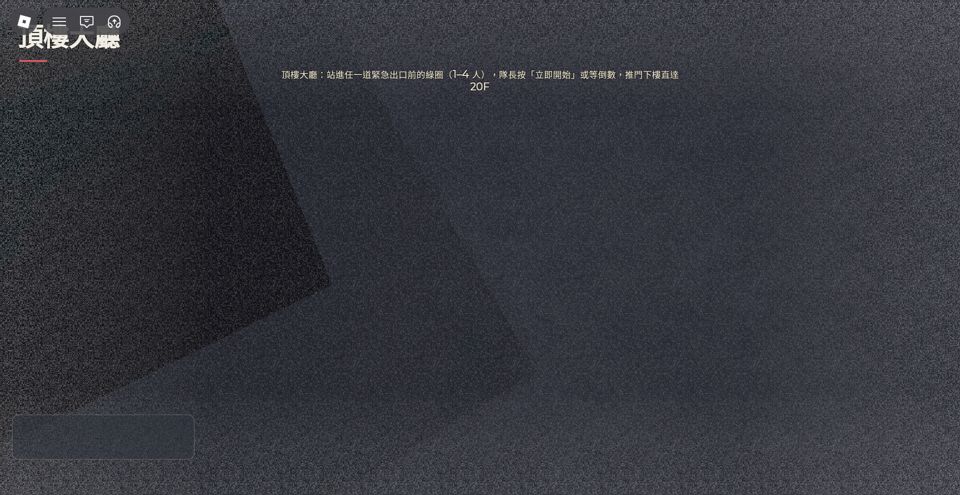 頂樓大廳
頂樓大廳：站進任一道緊急出口前的綠圈（1–4 人），隊長按「立即開始」或等倒數，推門下樓直達
20F